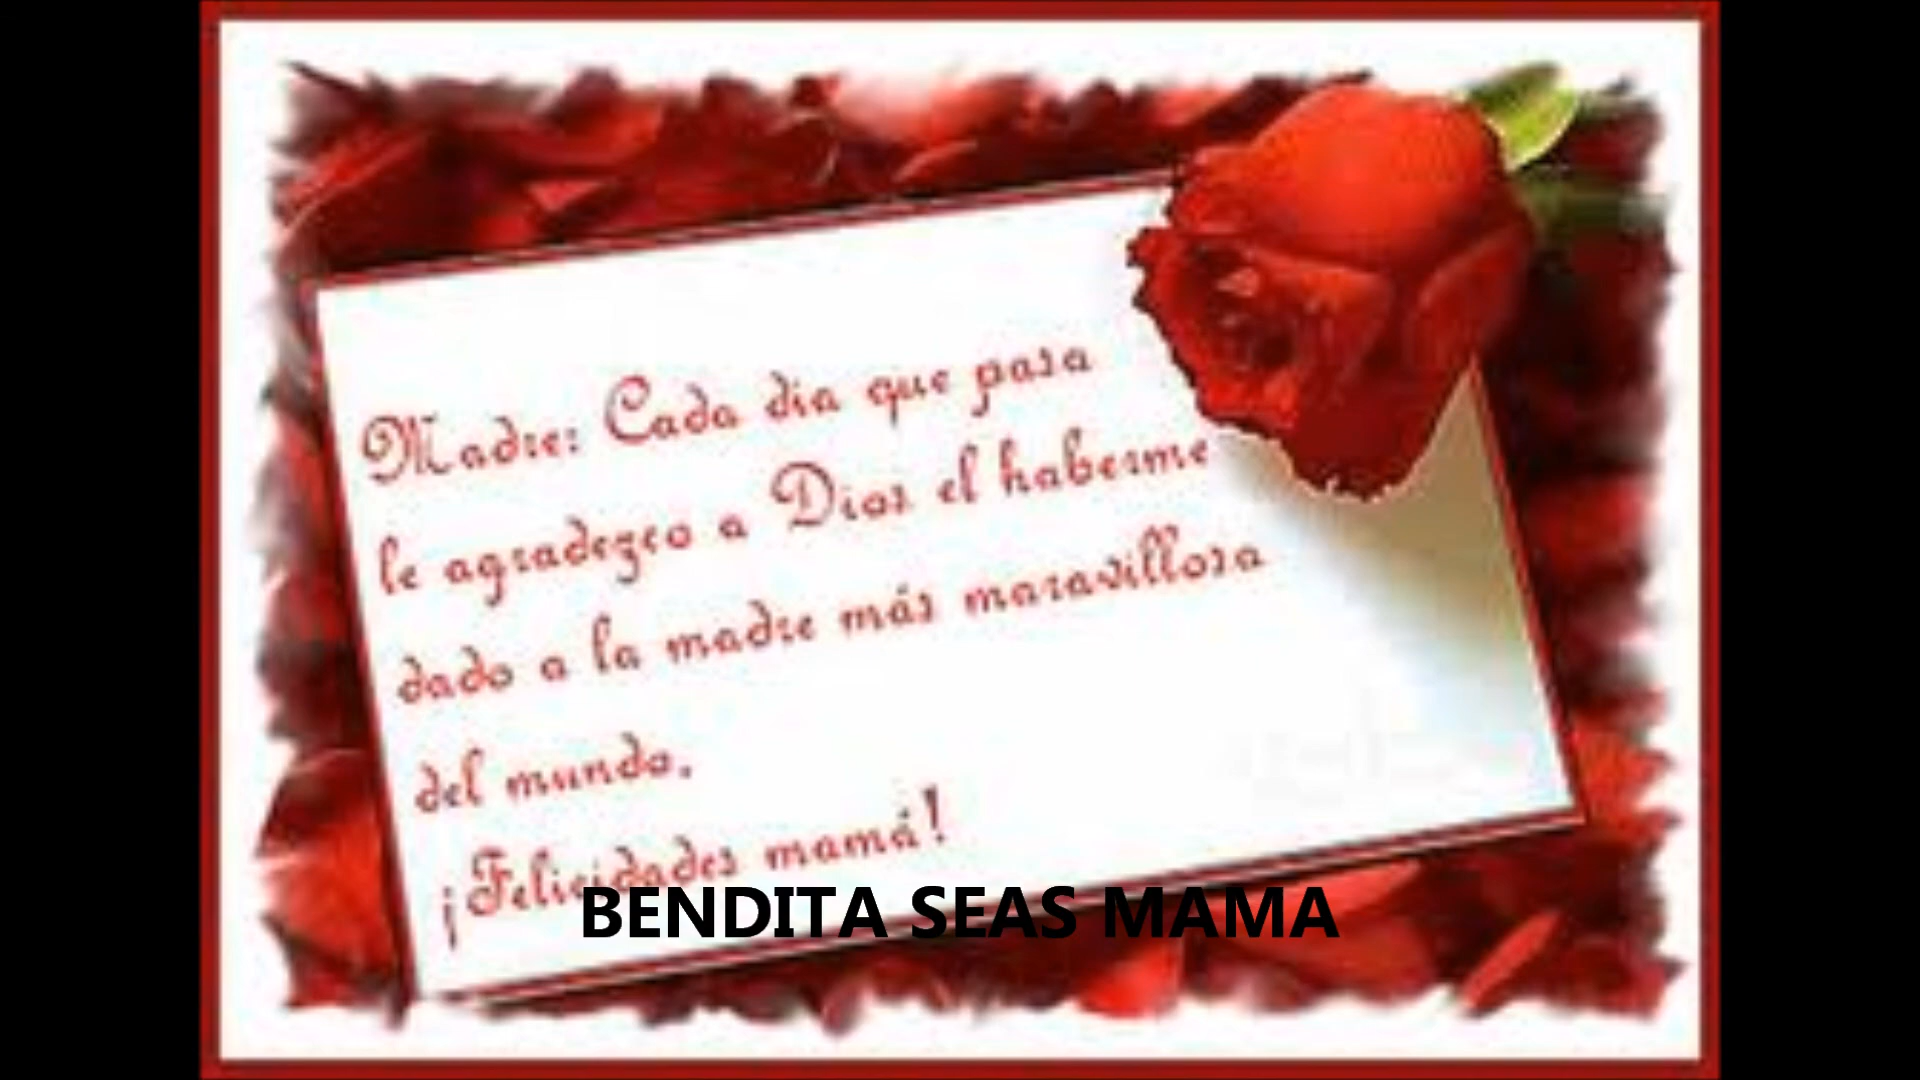 Madre: Cada dia que pasa
le agradezco a Dios el haberme
dado a la madre más maravillosa
del mundo.
¡Felicidades mamá!
BENDITA SEAS MAMA